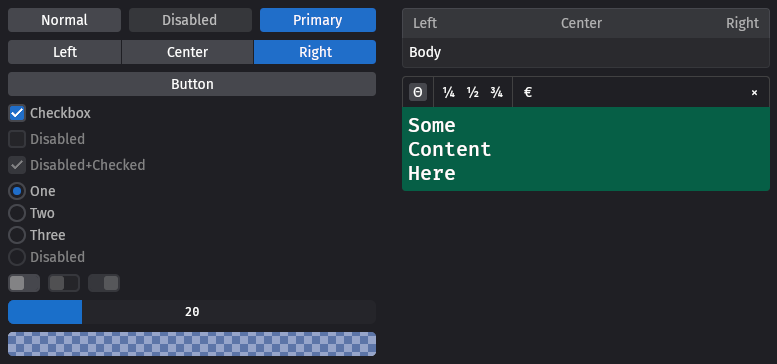 Normal Disabled Primary
Left Center Right
Button
Checkbox
Disabled
Disabled+Checked
One
Two
Three
Disabled
20
Left Center Right
Body
Θ ¼ ½ ¾ € ×
Some
Content
Here